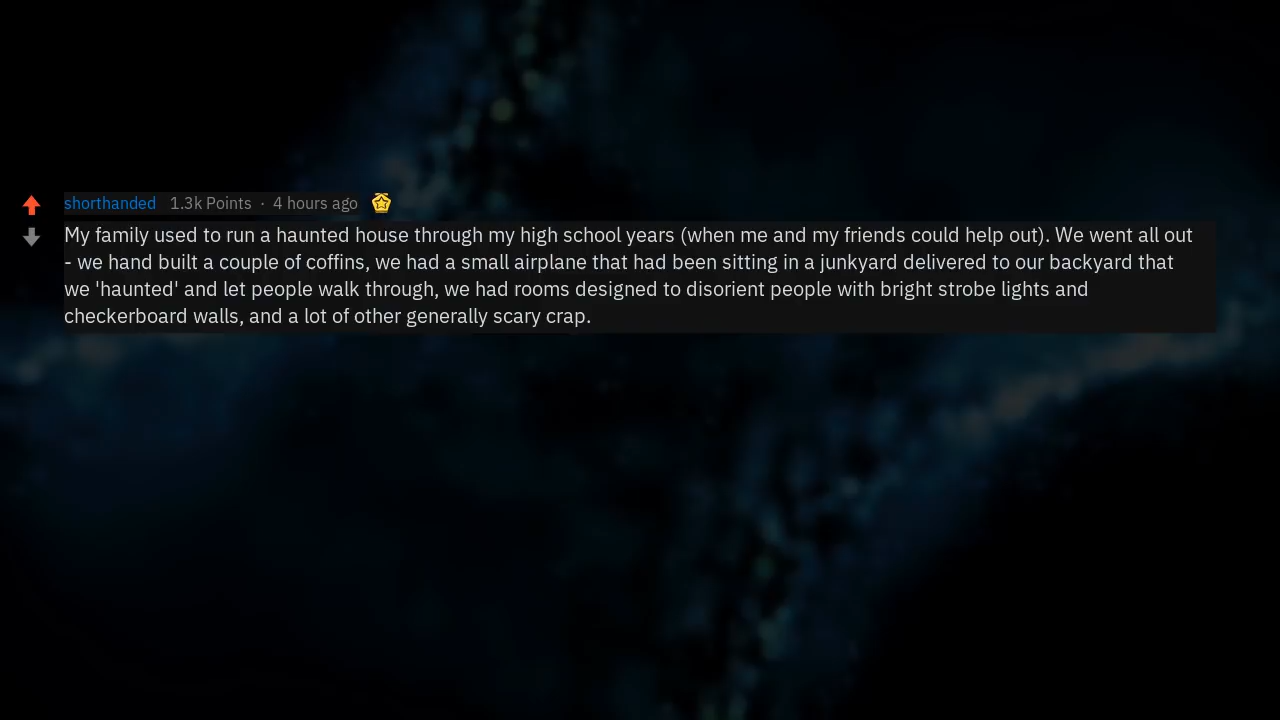 shorthanded 1.3k Points · 4 hours ago
My family used to run a haunted house through my high school years (when me and my friends could help out). We went all out
- we hand built a couple of coffins, we had a small airplane that had been sitting in a junkyard delivered to our backyard that
we 'haunted' and let people walk through, we had rooms designed to disorient people with bright strobe lights and
checkerboard walls, and a lot of other generally scary crap.